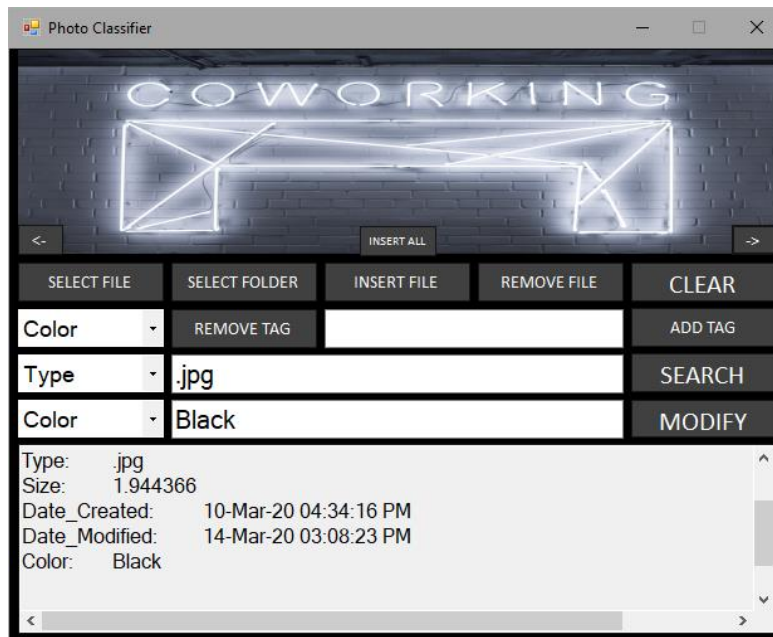 Photo Classifier
COWORKING
<- INSERT ALL ->
SELECT FILE SELECT FOLDER INSERT FILE REMOVE FILE CLEAR
Color REMOVE TAG ADD TAG
Type .jpg SEARCH
Color Black MODIFY
Type: .jpg
Size: 1.944366
Date_Created: 10-Mar-20 04:34:16 PM
Date_Modified: 14-Mar-20 03:08:23 PM
Color: Black